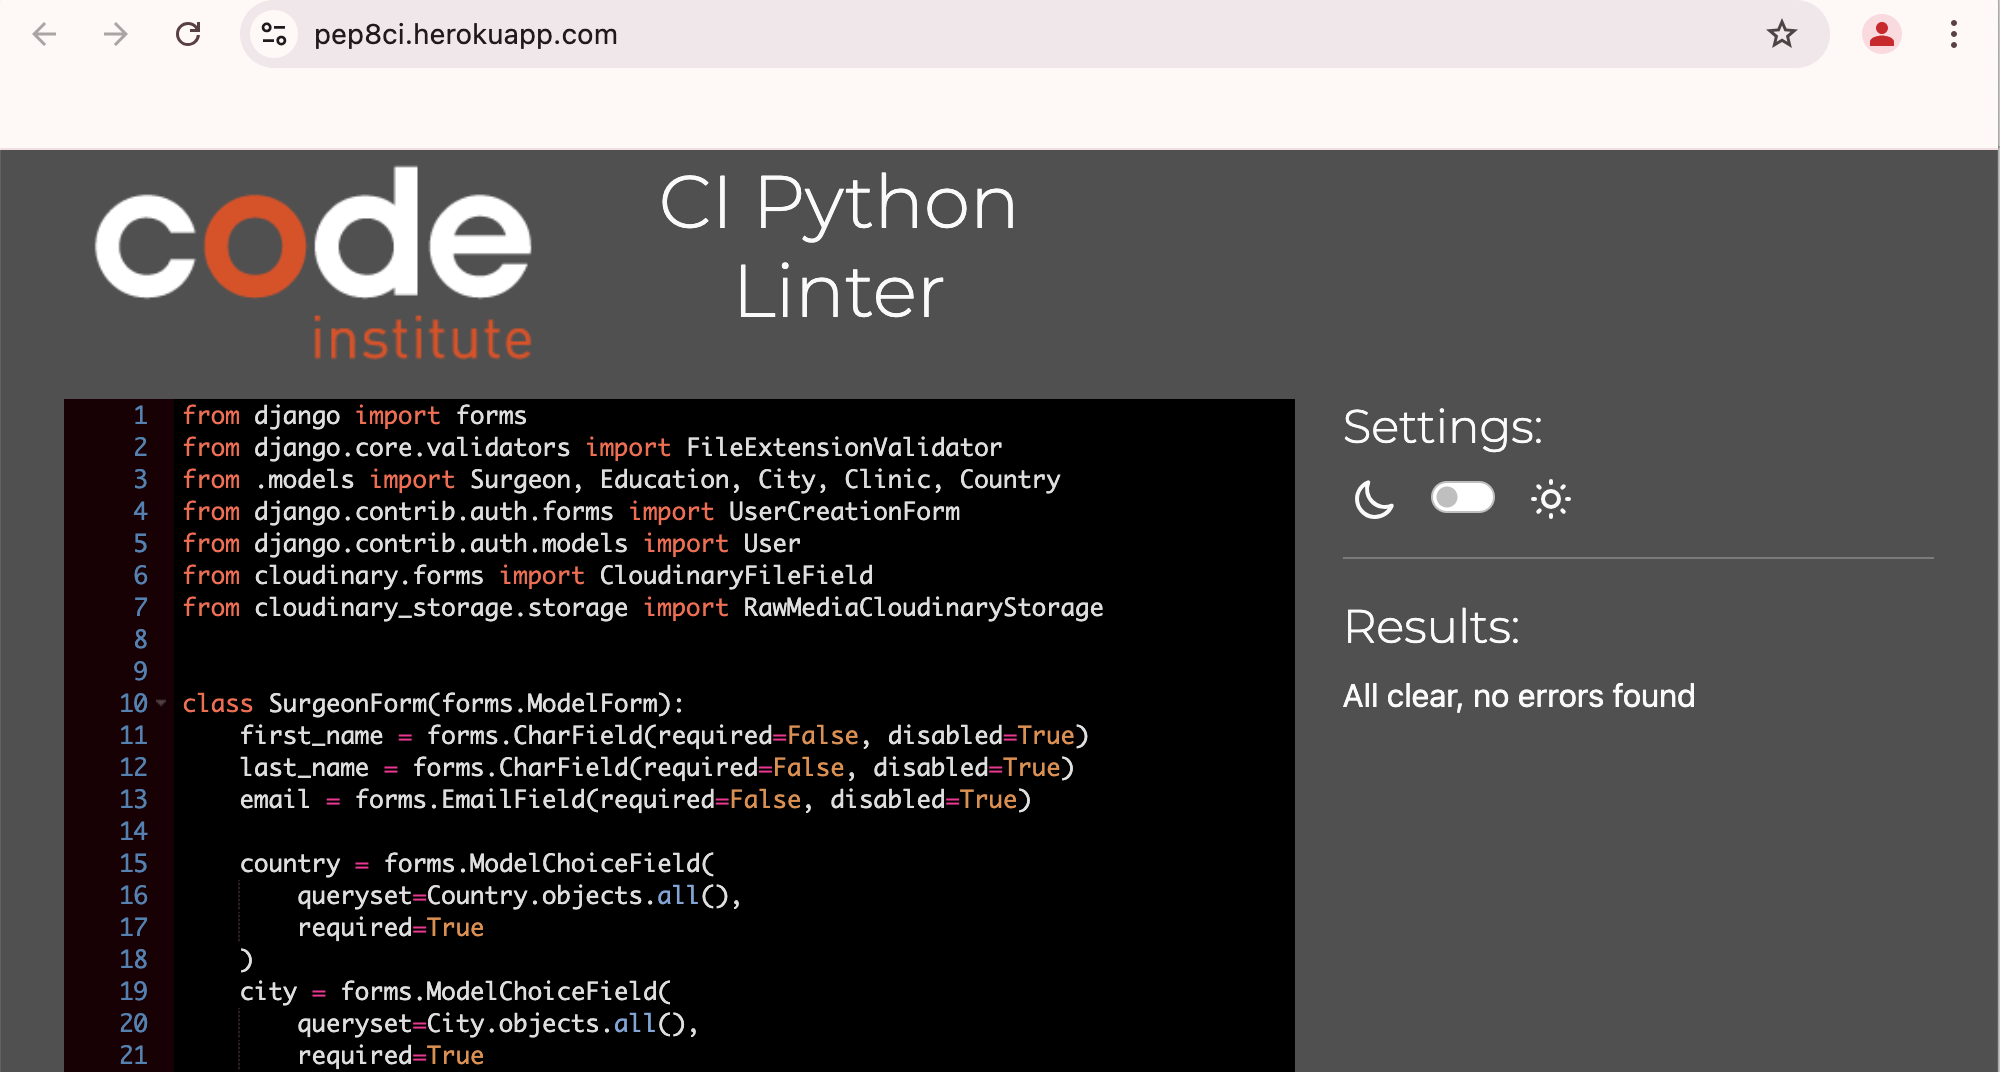 pep8ci.herokuapp.com
code
institute
CI Python
Linter
1 from django import forms
2 from django.core.validators import FileExtensionValidator
3 from .models import Surgeon, Education, City, Clinic, Country
4 from django.contrib.auth.forms import UserCreationForm
5 from django.contrib.auth.models import User
6 from cloudinary.forms import CloudinaryFileField
7 from cloudinary_storage.storage import RawMediaCloudinaryStorage
8
9
10 class SurgeonForm(forms.ModelForm):
11     first_name = forms.CharField(required=False, disabled=True)
12     last_name = forms.CharField(required=False, disabled=True)
13     email = forms.EmailField(required=False, disabled=True)
14
15     country = forms.ModelChoiceField(
16         queryset=Country.objects.all(),
17         required=True
18     )
19     city = forms.ModelChoiceField(
20         queryset=City.objects.all(),
21         required=True
Settings:
Results:
All clear, no errors found